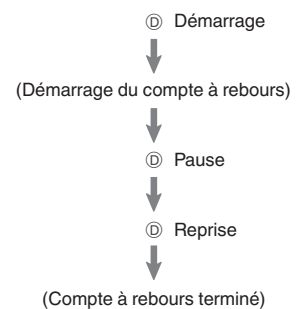 Ⓓ Démarrage
(Démarrage du compte à rebours)
Ⓓ Pause
Ⓓ Reprise
(Compte à rebours terminé)